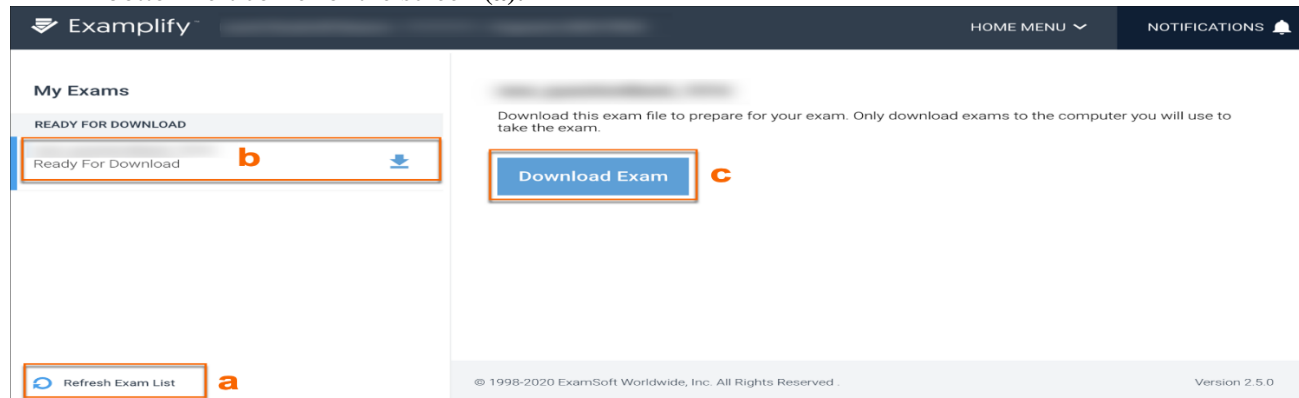 Examplify
HOME MENU
NOTIFICATIONS
My Exams
READY FOR DOWNLOAD
Ready For Download
b
Download this exam file to prepare for your exam. Only download exams to the computer you will use to
take the exam.
Download Exam
c
Refresh Exam List
a
© 1998-2020 ExamSoft Worldwide, Inc. All Rights Reserved .
Version 2.5.0